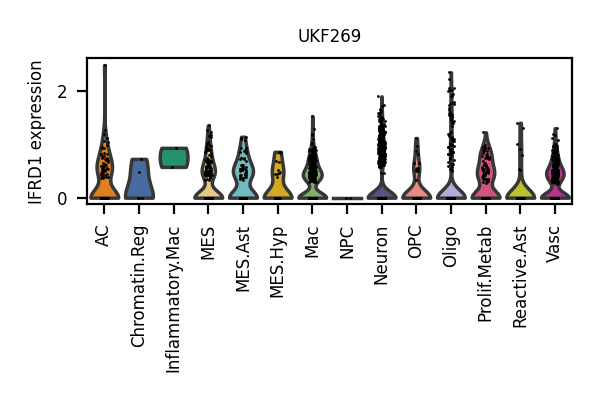 UKF269
IFRD1 expression
2
0
AC
Chromatin.Reg
Inflammatory.Mac
MES
MES.Ast
MES.Hyp
Mac
NPC
Neuron
OPC
Oligo
Prolif.Metab
Reactive.Ast
Vasc